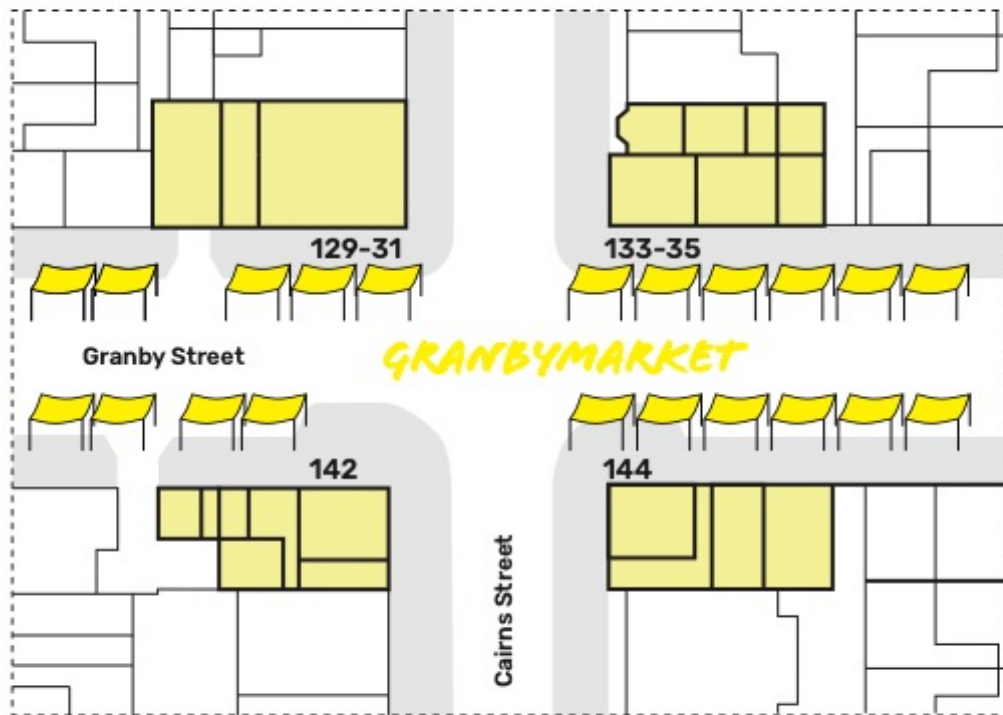 129-31
133-35
Granby Street
GRANBYMARKET
142
144
Cairns Street